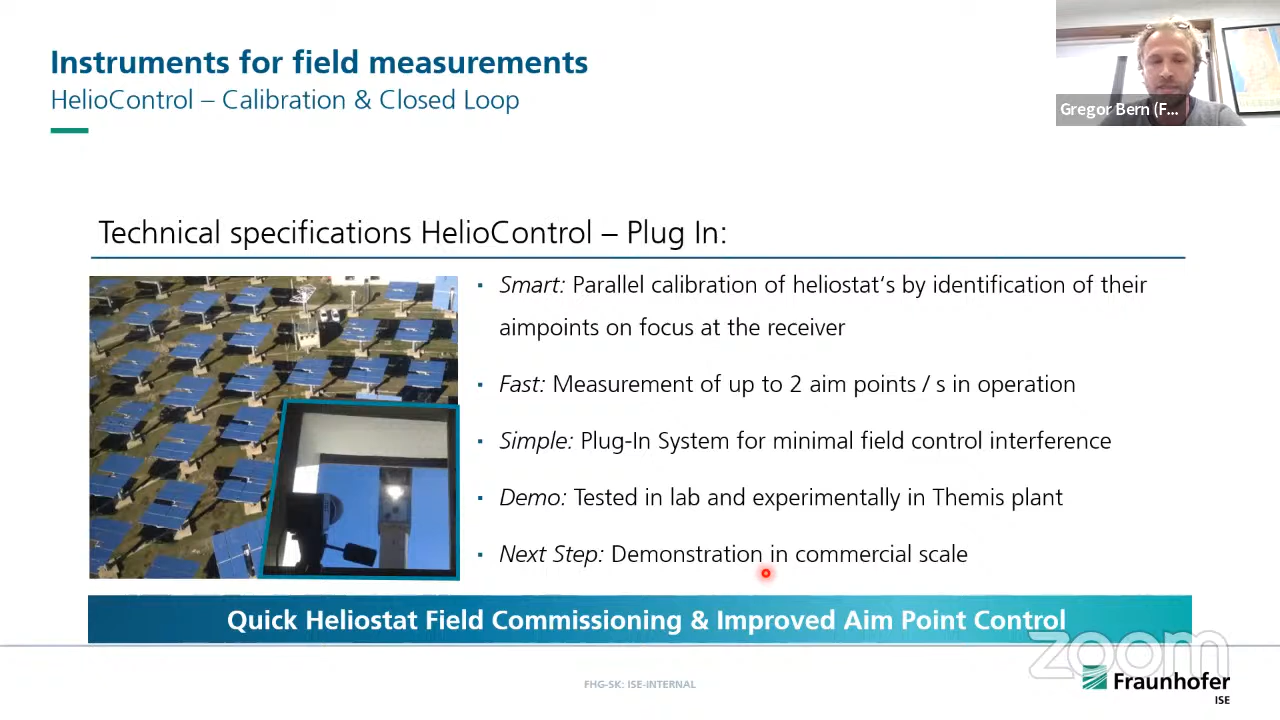 Instruments for field measurements
HelioControl – Calibration & Closed Loop
Gregor Bern (F...
Technical specifications HelioControl – Plug In:
▪ Smart: Parallel calibration of heliostat‘s by identification of their
aimpoints on focus at the receiver
▪ Fast: Measurement of up to 2 aim points / s in operation
▪ Simple: Plug-In System for minimal field control interference
▪ Demo: Tested in lab and experimentally in Themis plant
▪ Next Step: Demonstration in commercial scale
Quick Heliostat Field Commissioning & Improved Aim Point Control
zoom
FHG-SK: ISE-INTERNAL
Fraunhofer
ISE